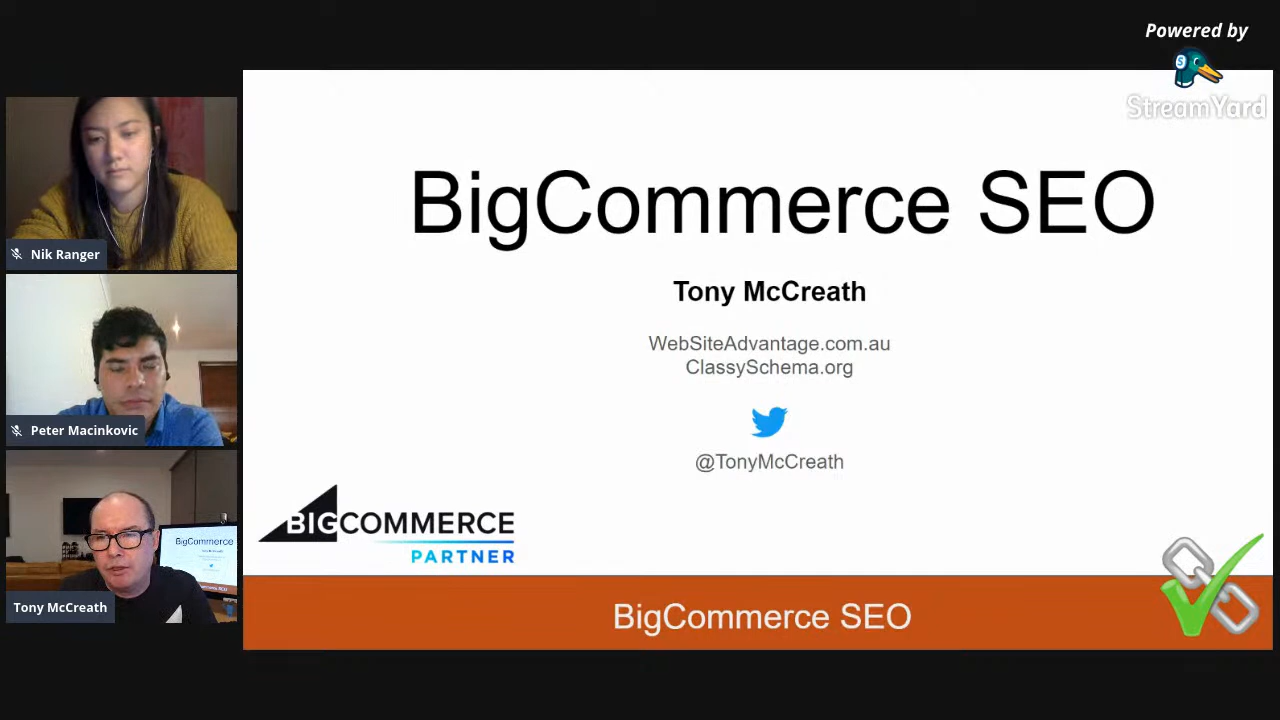 Powered by
StreamYard
Nik Ranger
Peter Macinkovic
Tony McCreath
BigCommerce SEO
Tony McCreath
WebSiteAdvantage.com.au
ClassySchema.org
@TonyMcCreath
BIGCOMMERCE
PARTNER
BigCommerce SEO
BigCommerce